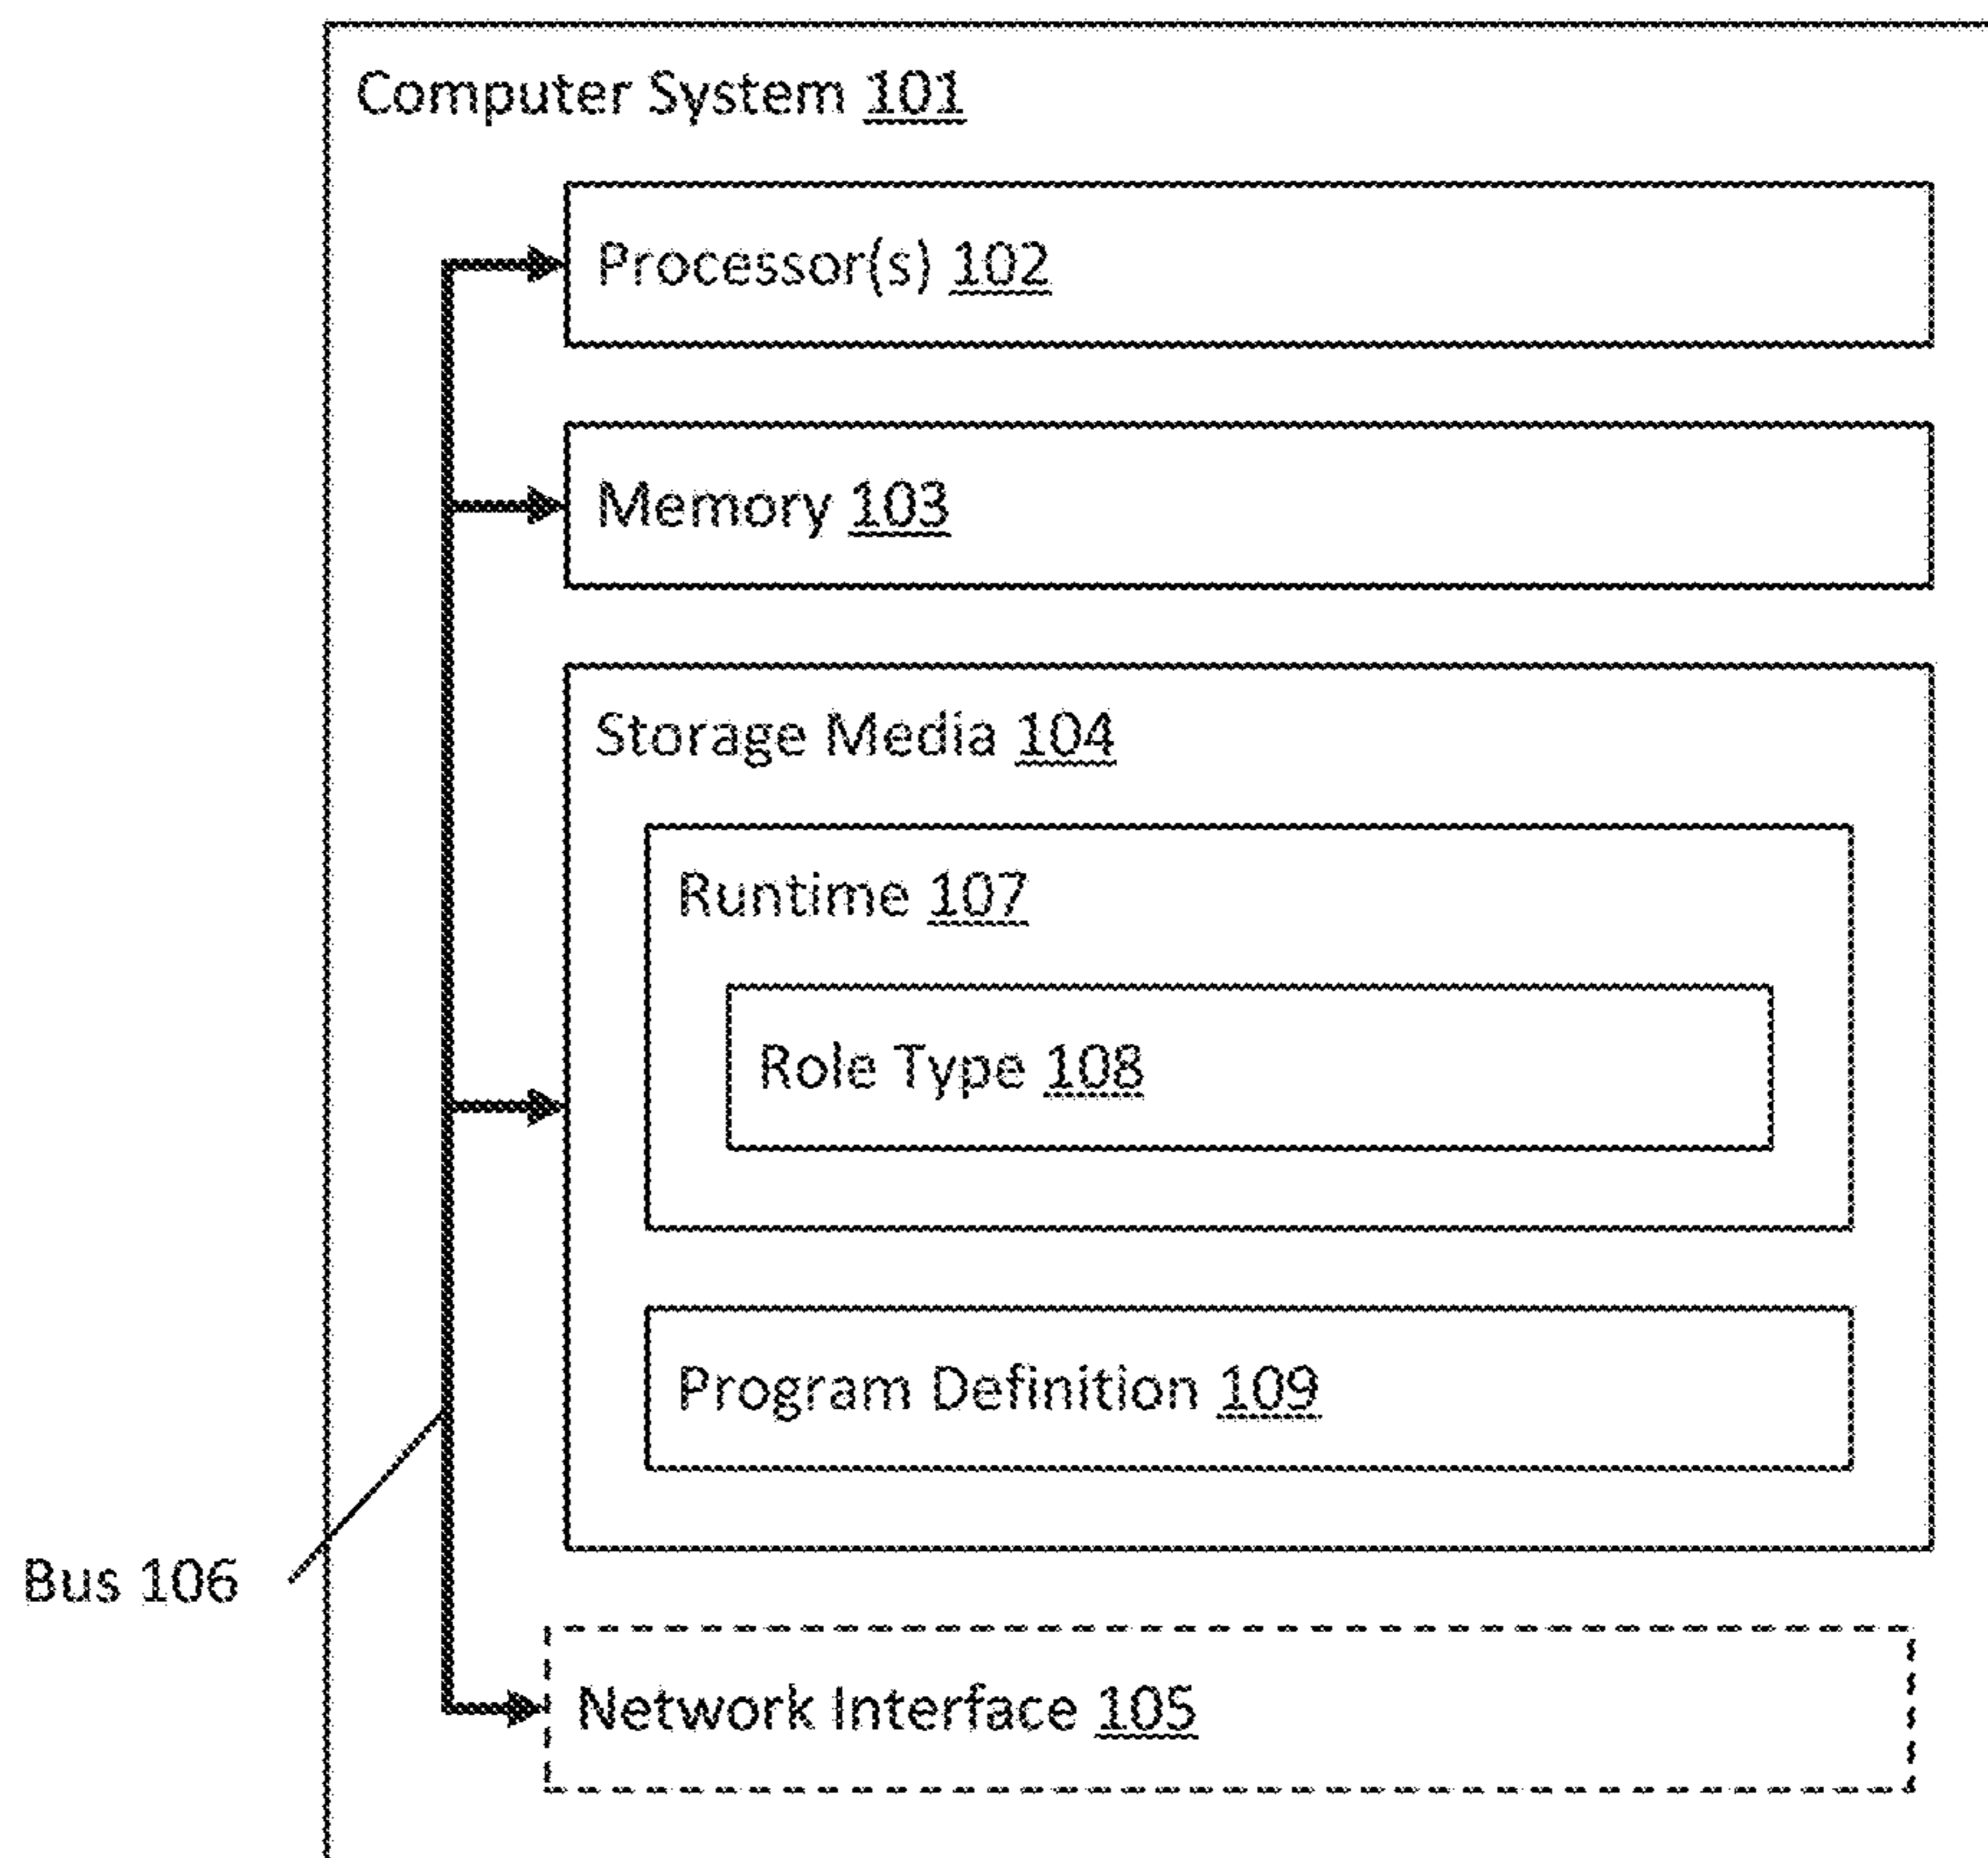 Computer System 101
Processor(s) 102
Memory 103
Storage Media 104
Runtime 107
Role Type 108
Program Definition 109
Bus 106
Network Interface 105